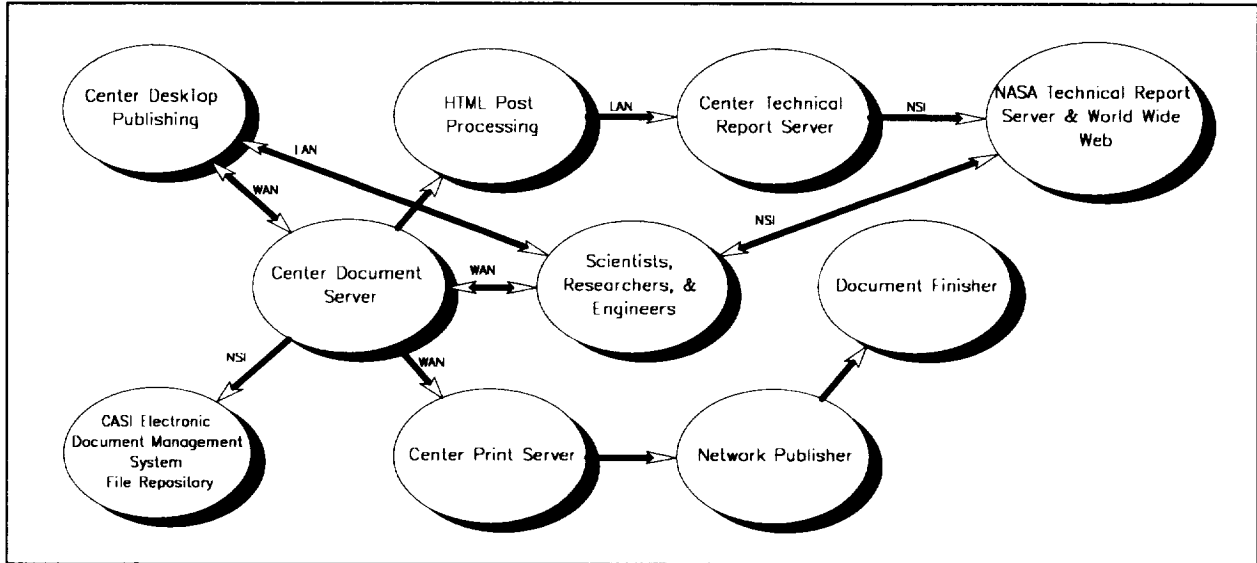 Center Desktop
Publishing
HTML Post
Processing
LAN
Center Technical
Report Server
NSI
NASA Technical Report
Server & World Wide
Web
LAN
WAN
NSI
Center Document
Server
WAN
Scientists,
Researchers, &
Engineers
Document Finisher
NSI
WAN
CASI Electronic
Document Management
System
File Repository
Center Print Server
Network Publisher